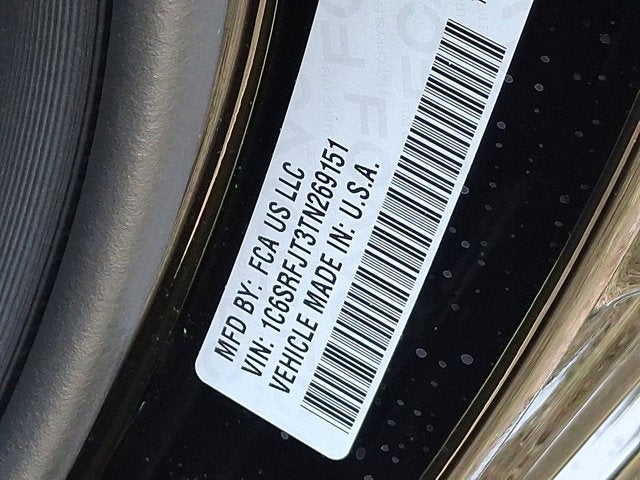 MFD BY: FCA US LLC
VIN: 1C6SRFJT3TN269151
VEHICLE MADE IN: U.S.A.